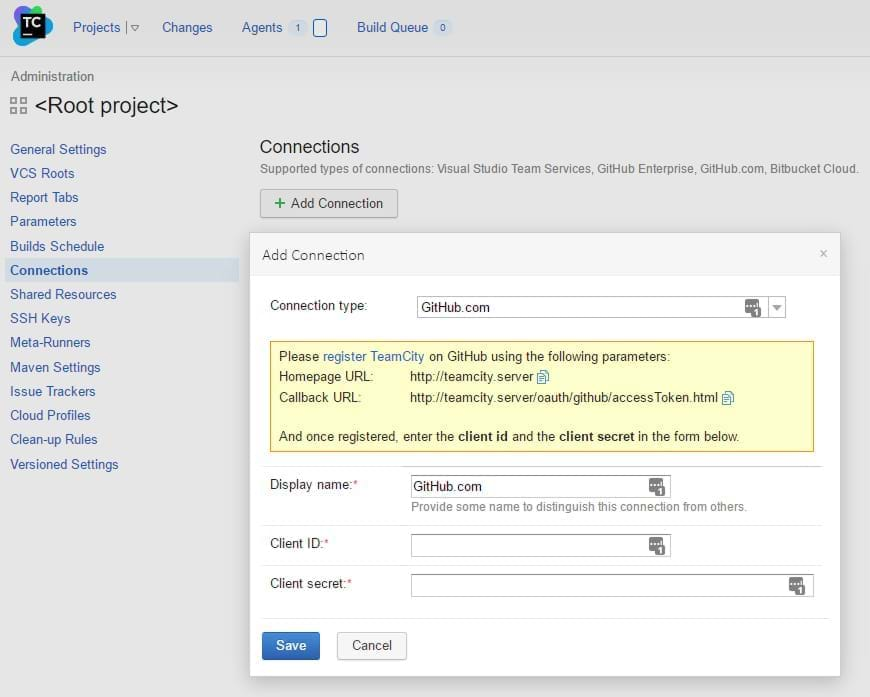 TC
Projects
Changes
Agents 1
Build Queue 0
Administration
<Root project>
General Settings
VCS Roots
Report Tabs
Parameters
Builds Schedule
Connections
Shared Resources
SSH Keys
Meta-Runners
Maven Settings
Issue Trackers
Cloud Profiles
Clean-up Rules
Versioned Settings
Connections
Supported types of connections: Visual Studio Team Services, GitHub Enterprise, GitHub.com, Bitbucket Cloud.
+ Add Connection
Add Connection ×
Connection type: GitHub.com 1
Please register TeamCity on GitHub using the following parameters:
Homepage URL: http://teamcity.server
Callback URL: http://teamcity.server/oauth/github/accessToken.html
And once registered, enter the client id and the client secret in the form below.
Display name:* GitHub.com 1
Provide some name to distinguish this connection from others.
Client ID:* 1
Client secret:* 1
Save Cancel